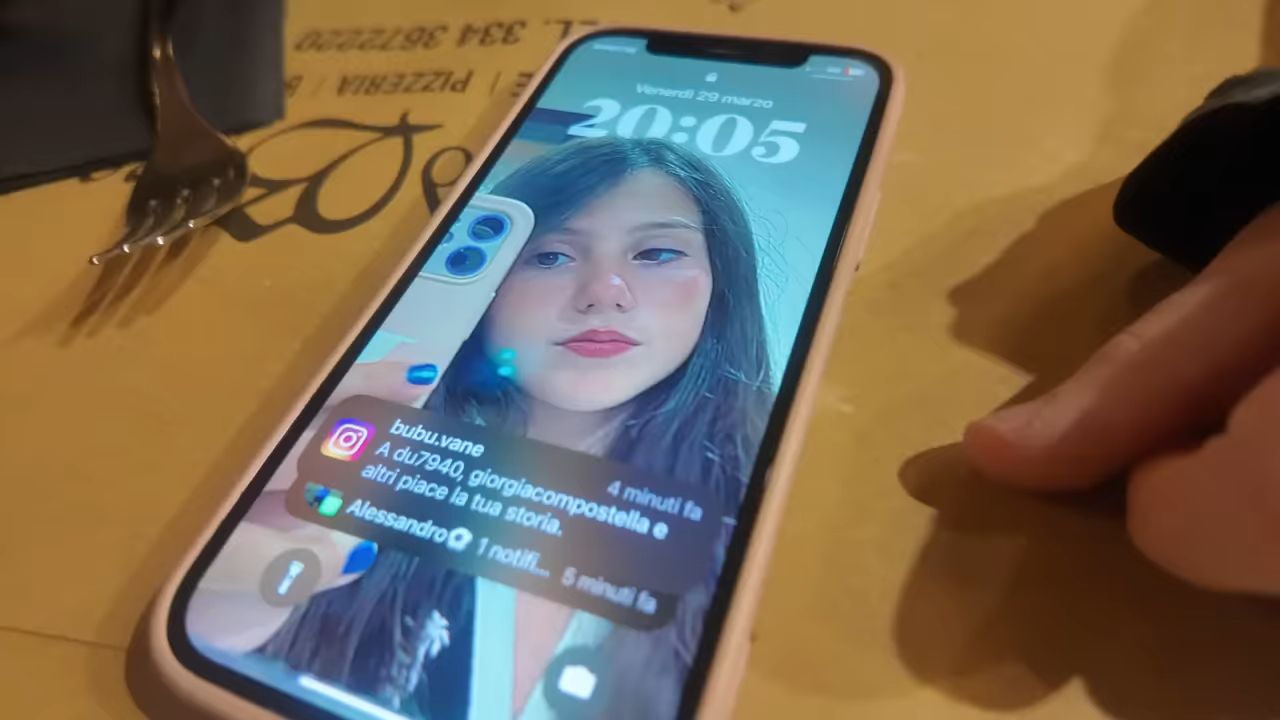 TEL. 334 3672220
PIZZERIA
Venerdì 29 marzo
20:05
bubu.vane
4 minuti fa
A du7940, giorgiacompostella e
altri piace la tua storia.
Alessandro 1 notifi... 5 minuti fa